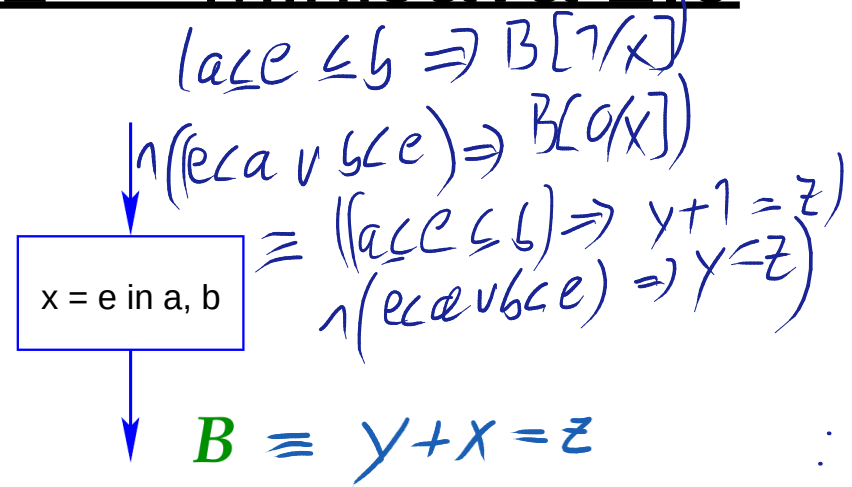 (a≤e ≤ b ⇒ B[1/x])
∧((e<a ∨ b<e) ⇒ B[0/x])
≡ ((a≤e≤b) ⇒ y+1=z)
∧(e<a∨b<e) ⇒ y=z)
x = e in a, b
B ≡ y+x=z